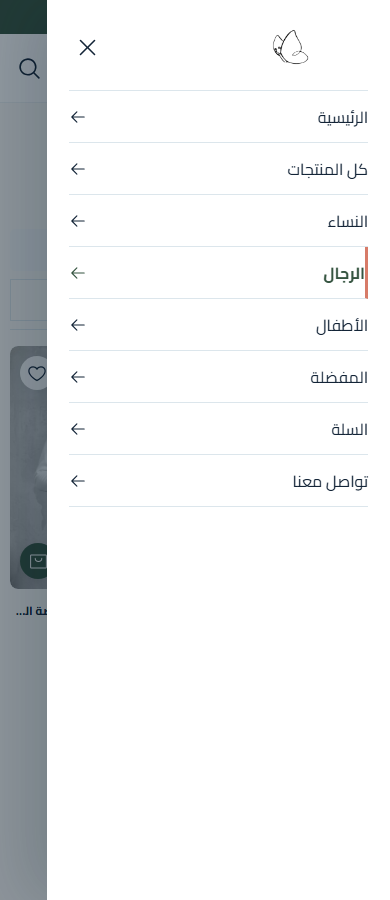 الرئيسية
كل المنتجات
النساء
الرجال
الأطفال
المفضلة
السلة
تواصل معنا